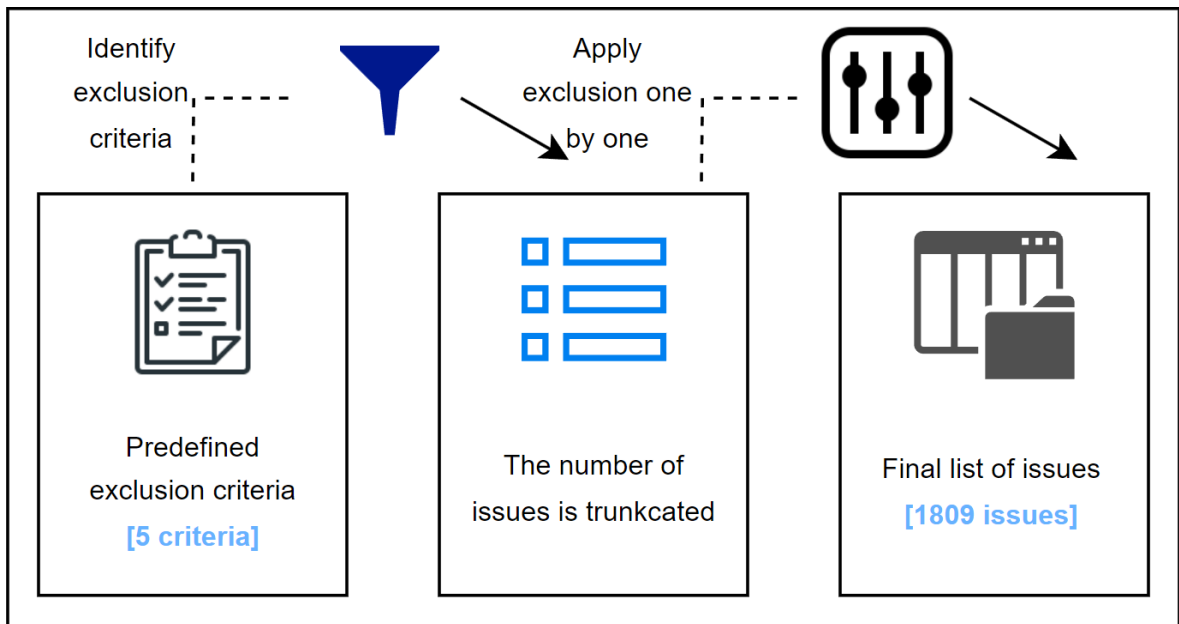 Identify
exclusion
criteria
Apply
exclusion one
by one
Predefined
exclusion criteria
[5 criteria]
The number of
issues is trunkcated
Final list of issues
[1809 issues]